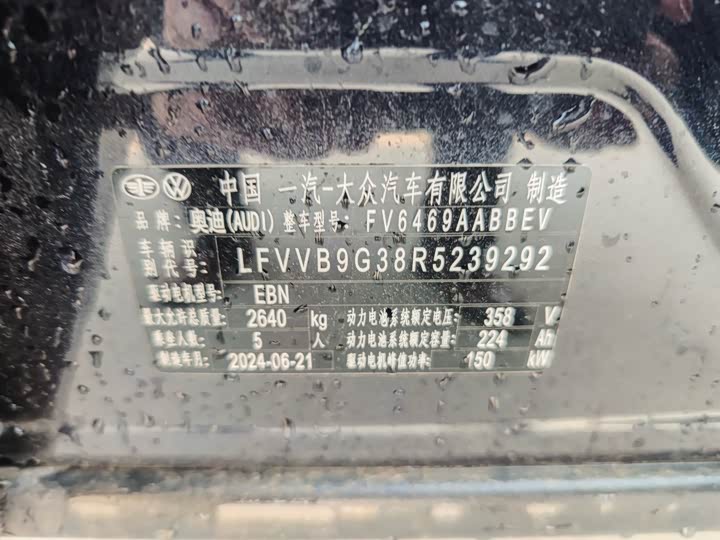 中国 一汽-大众汽车有限公司 制造
品牌: 奥迪(AUDI) 整车型号: FV6469AABBEV
车辆识别代号: LFVVB9G38R5239292
驱动电机型号: EBN
最大允许总质量: 2640 kg 动力电池系统额定电压: 358 V
乘坐人数: 5 人 动力电池系统额定容量: 224 Ah
制造年月: 2024-06-21 驱动电机峰值功率: 150 kW